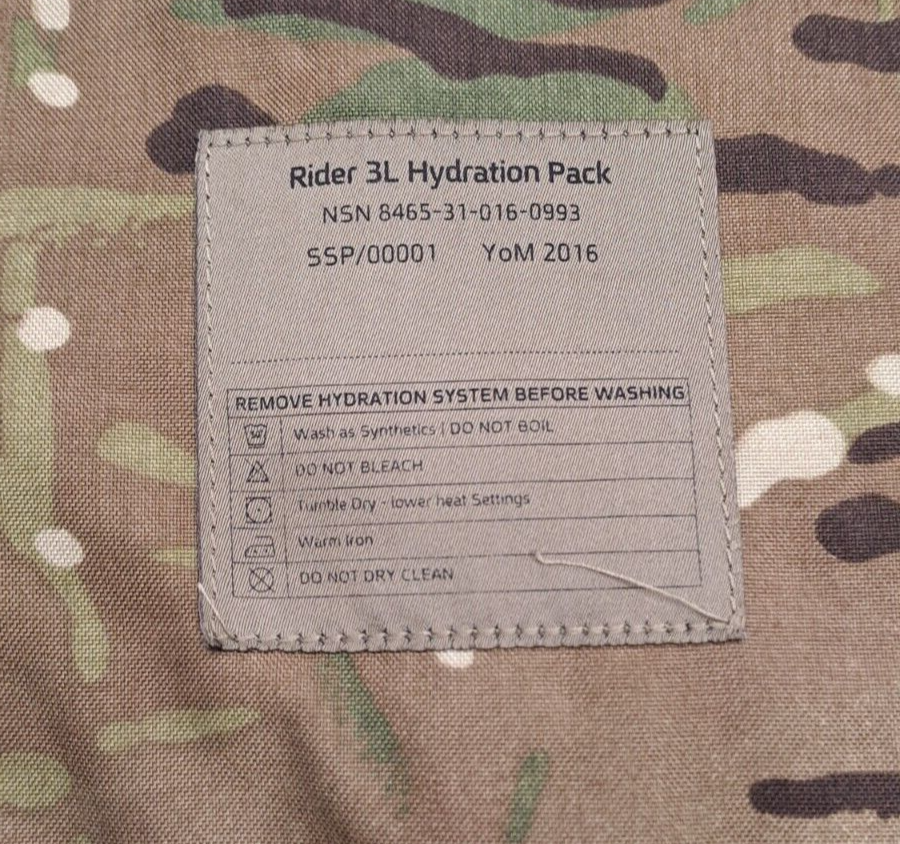 Rider 3L Hydration Pack
NSN 8465-31-016-0993
SSP/00001 YoM 2016
REMOVE HYDRATION SYSTEM BEFORE WASHING
Wash as Synthetics | DO NOT BOIL
DO NOT BLEACH
Tumble Dry - lower heat Settings
Warm Iron
DO NOT DRY CLEAN